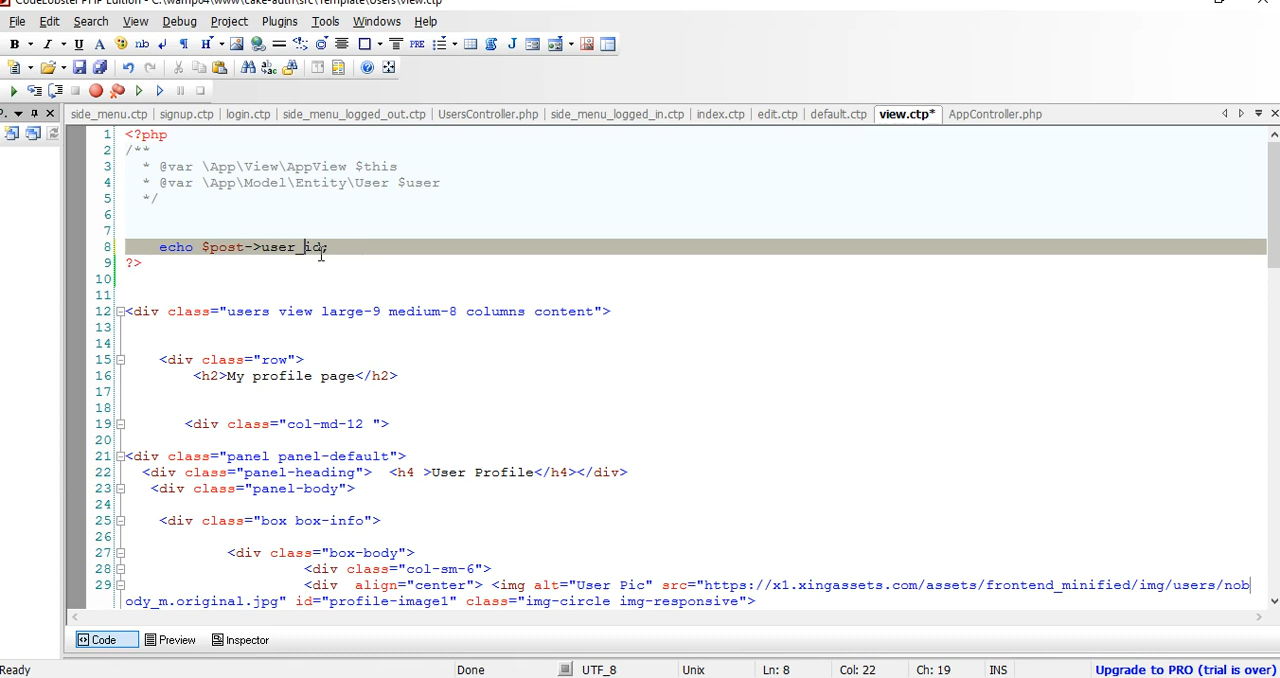 CodeLobster PHP Edition - C:\wamp64\www\cake-auth\src\Template\Users\view.ctp
File Edit Search View Debug Project Plugins Tools Windows Help
B I U A nb ¶ H PRE J
P.
side_menu.ctp signup.ctp login.ctp side_menu_logged_out.ctp UsersController.php side_menu_logged_in.ctp index.ctp edit.ctp default.ctp view.ctp* AppController.php
1 <?php
2 /**
3 * @var \App\View\AppView $this
4 * @var \App\Model\Entity\User $user
5 */
6
7
8 echo $post->user_id;
9 ?>
10
11
12 <div class="users view large-9 medium-8 columns content">
13
14
15 <div class="row">
16 <h2>My profile page</h2>
17
18
19 <div class="col-md-12 ">
20
21 <div class="panel panel-default">
22 <div class="panel-heading"> <h4 >User Profile</h4></div>
23 <div class="panel-body">
24
25 <div class="box box-info">
26
27 <div class="box-body">
28 <div class="col-sm-6">
29 <div align="center"> <img alt="User Pic" src="https://x1.xingassets.com/assets/frontend_minified/img/users/nob
ody_m.original.jpg" id="profile-image1" class="img-circle img-responsive">
Code Preview Inspector
Ready Done UTF_8 Unix Ln: 8 Col: 22 Ch: 19 INS Upgrade to PRO (trial is over)